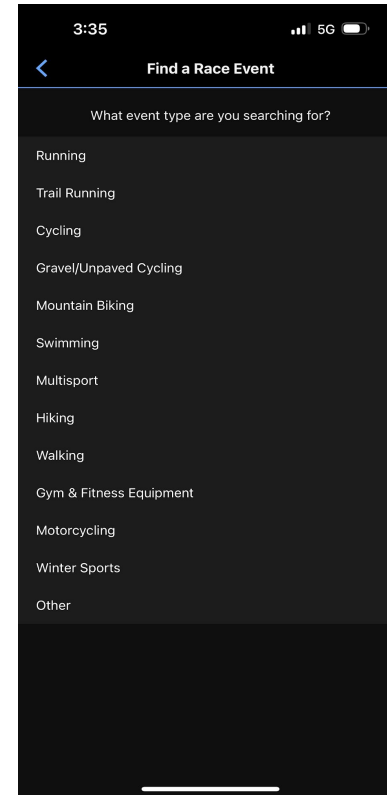 3:35
5G
Find a Race Event
What event type are you searching for?
Running
Trail Running
Cycling
Gravel/Unpaved Cycling
Mountain Biking
Swimming
Multisport
Hiking
Walking
Gym & Fitness Equipment
Motorcycling
Winter Sports
Other